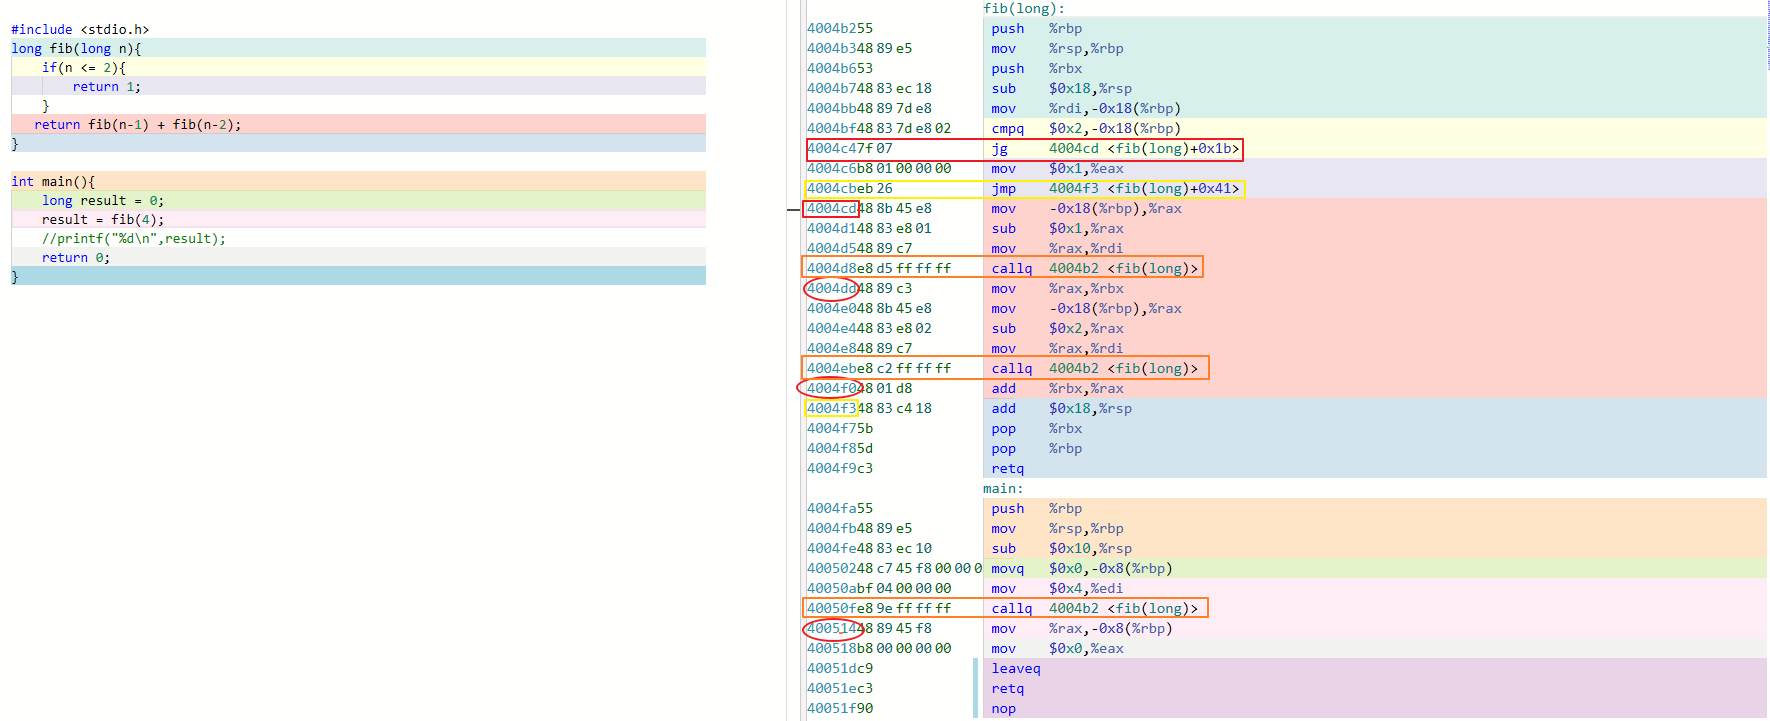 #include <stdio.h>
long fib(long n){
    if(n <= 2){
        return 1;
    }
   return fib(n-1) + fib(n-2);
}
int main(){
    long result = 0;
    result = fib(4);
    //printf("%d\n",result);
    return 0;
}
fib(long):
4004b255 push %rbp
4004b348 89 e5 mov %rsp,%rbp
4004b653 push %rbx
4004b748 83 ec 18 sub $0x18,%rsp
4004bb48 89 7d e8 mov %rdi,-0x18(%rbp)
4004bf48 83 7d e8 02 cmpq $0x2,-0x18(%rbp)
4004c47f 07 jg 4004cd <fib(long)+0x1b>
4004c6b8 01 00 00 00 mov $0x1,%eax
4004cbeb 26 jmp 4004f3 <fib(long)+0x41>
4004cd48 8b 45 e8 mov -0x18(%rbp),%rax
4004d148 83 e8 01 sub $0x1,%rax
4004d548 89 c7 mov %rax,%rdi
4004d8e8 d5 ff ff ff callq 4004b2 <fib(long)>
4004dd48 89 c3 mov %rax,%rbx
4004e048 8b 45 e8 mov -0x18(%rbp),%rax
4004e448 83 e8 02 sub $0x2,%rax
4004e848 89 c7 mov %rax,%rdi
4004ebe8 c2 ff ff ff callq 4004b2 <fib(long)>
4004f048 01 d8 add %rbx,%rax
4004f348 83 c4 18 add $0x18,%rsp
4004f75b pop %rbx
4004f85d pop %rbp
4004f9c3 retq
main:
4004fa55 push %rbp
4004fb48 89 e5 mov %rsp,%rbp
4004fe48 83 ec 10 sub $0x10,%rsp
40050248 c7 45 f8 00 00 0 movq $0x0,-0x8(%rbp)
40050abf 04 00 00 00 mov $0x4,%edi
40050fe8 9e ff ff ff callq 4004b2 <fib(long)>
40051448 89 45 f8 mov %rax,-0x8(%rbp)
400518b8 00 00 00 00 mov $0x0,%eax
40051dc9 leaveq
40051ec3 retq
40051f90 nop